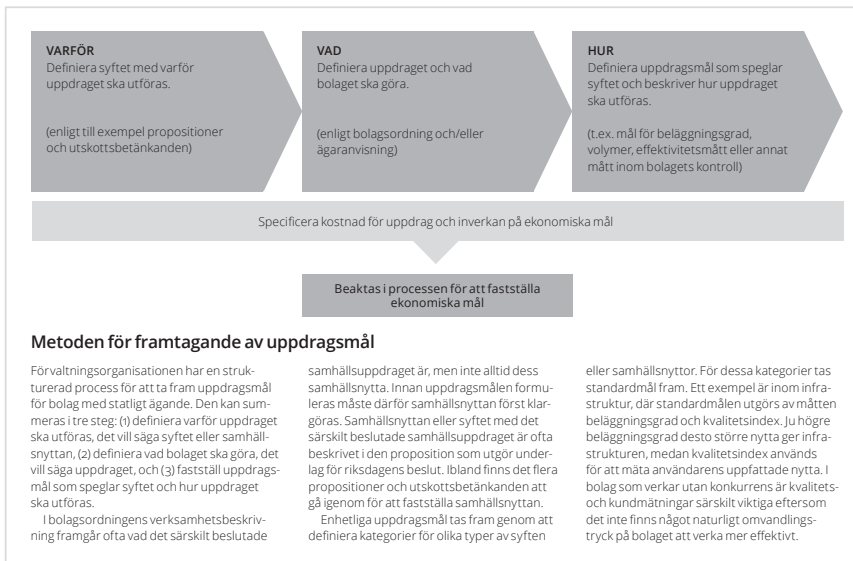 VARFÖR
Definiera syftet med varför
uppdraget ska utföras.
(enligt till exempel propositioner
och utskottsbetänkanden)
VAD
Definiera uppdraget och vad
bolaget ska göra.
(enligt bolagsordning och/eller
ägaranvisning)
HUR
Definiera uppdragsmål som speglar
syftet och beskriver hur uppdraget
ska utföras.
(t.ex. mål för beläggningsgrad,
volymer, effektivitetsmått eller annat
mått inom bolagets kontroll)
Specificera kostnad för uppdrag och inverkan på ekonomiska mål
Beaktas i processen för att fastställa
ekonomiska mål
Metoden för framtagande av uppdragsmål
Förvaltningsorganisationen har en struk-
turerad process för att ta fram uppdragsmål
för bolag med statligt ägande. Den kan sum-
meras i tre steg: (1) definiera varför uppdraget
ska utföras, det vill säga syftet eller samhäll-
snyttan, (2) definera vad bolaget ska göra, det
vill säga uppdraget, och (3) fastställ uppdrags-
mål som speglar syftet och hur uppdraget
ska utföras.
I bolagsordningens verksamhetsbeskriv-
ning framgår ofta vad det särskilt beslutade
samhällsuppdraget är, men inte alltid dess
samhällsnytta. Innan uppdragsmålen formu-
leras måste därför samhällsnyttan först klar-
göras. Samhällsnyttan eller syftet med det
särskilt beslutade samhällsuppdraget är ofta
beskrivet i den proposition som utgör under-
lag för riksdagens beslut. Ibland finns det flera
propositioner och utskottsbetänkanden att
gå igenom för att fastställa samhällsnyttan.
Enhetliga uppdragsmål tas fram genom att
definiera kategorier för olika typer av syften
eller samhällsnyttor. För dessa kategorier tas
standardmål fram. Ett exempel är inom infra-
struktur, där standardmålen utgörs av måtten
beläggningsgrad och kvalitetsindex. Ju högre
beläggningsgrad desto större nytta ger infra-
strukturen, medan kvalitetsindex används
för att mäta användarens uppfattade nytta. I
bolag som verkar utan konkurrens är kvalitets-
och kundmätningar särskilt viktiga eftersom
det inte finns något naturligt omvandlings-
tryck på bolaget att verka mer effektivt.